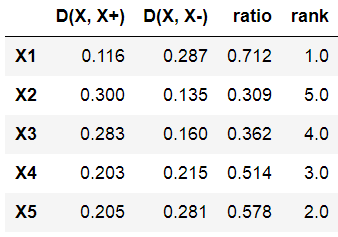 D(X, X+) D(X, X-) ratio rank
X1 0.116 0.287 0.712 1.0
X2 0.300 0.135 0.309 5.0
X3 0.283 0.160 0.362 4.0
X4 0.203 0.215 0.514 3.0
X5 0.205 0.281 0.578 2.0